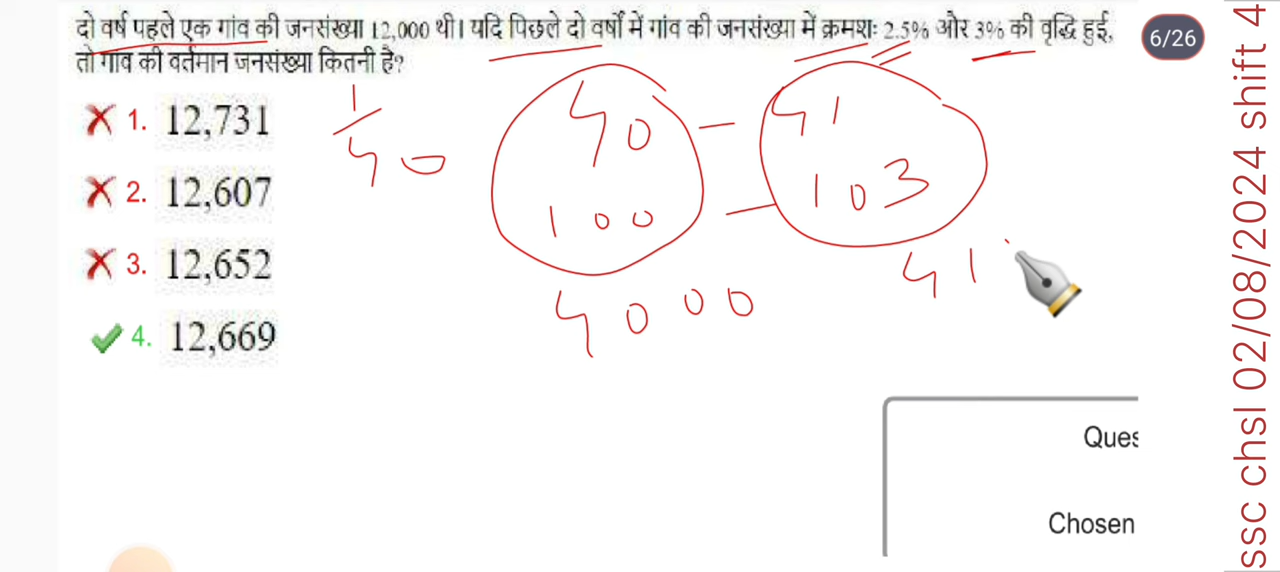 दो वर्ष पहले एक गांव की जनसंख्या 12,000 थी। यदि पिछले दो वर्षों में गांव की जनसंख्या में क्रमशः 2.5% और 3% की वृद्धि हुई,
तो गांव की वर्तमान जनसंख्या कितनी है?
6/26
1. 12,731
2. 12,607
3. 12,652
4. 12,669
1/40
40 - 41
100 - 103
4000
41
Ques
Chosen
ssc chsl 02/08/2024 shift 4